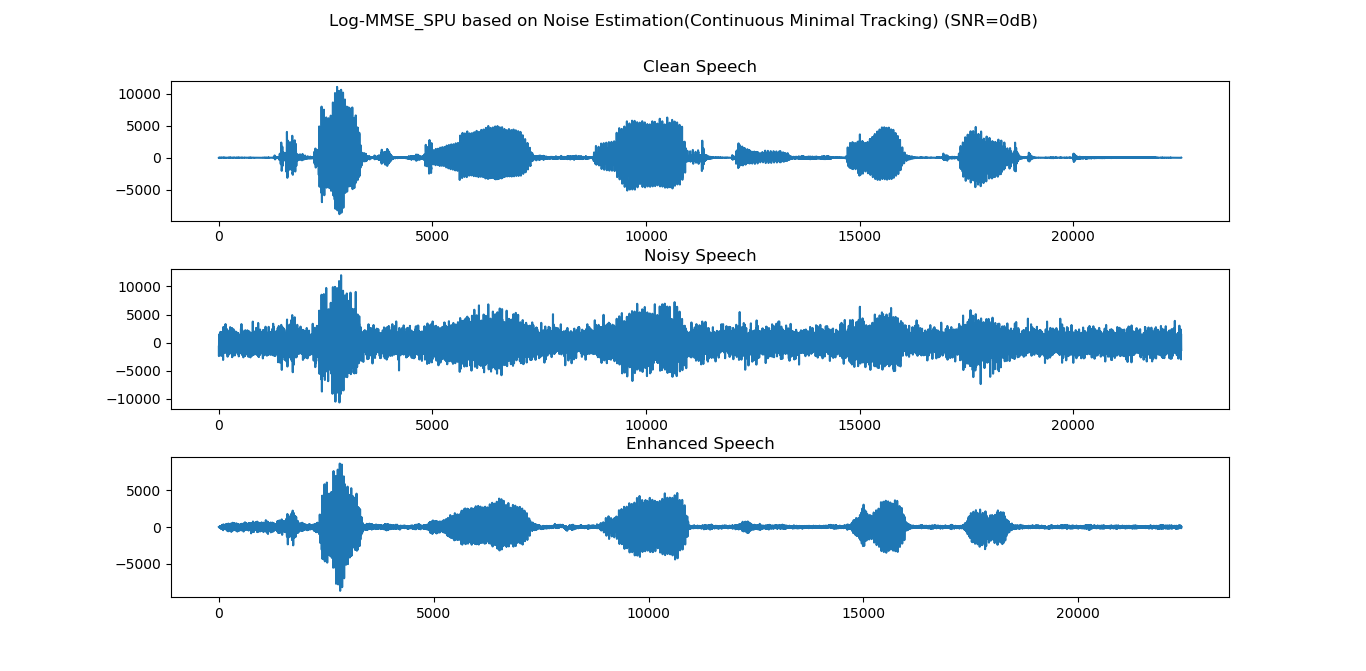 Log-MMSE_SPU based on Noise Estimation(Continuous Minimal Tracking) (SNR=0dB)
Clean Speech
10000
5000
0
−5000
0 5000 10000 15000 20000
Noisy Speech
10000
5000
0
−5000
−10000
0 5000 10000 15000 20000
Enhanced Speech
5000
0
−5000
0 5000 10000 15000 20000